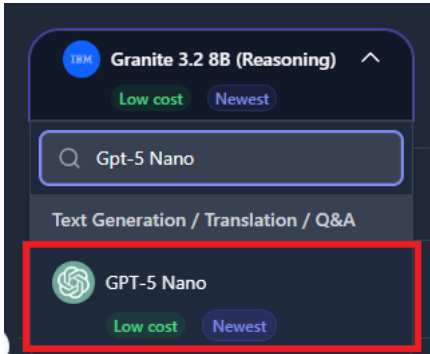 IBM
Granite 3.2 8B (Reasoning)
Low cost Newest
Gpt-5 Nano
Text Generation / Translation / Q&A
GPT-5 Nano
Low cost Newest